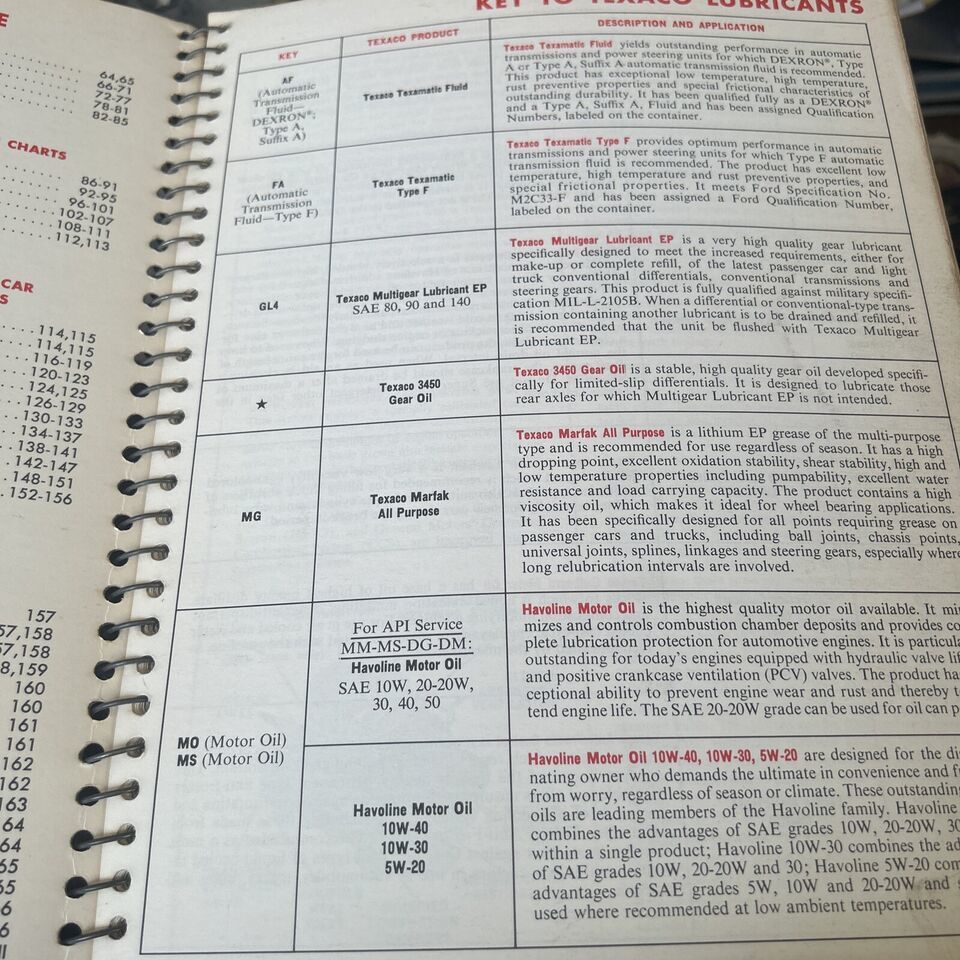 E
64,65
66-71
72-77
78-81
82-85
CHARTS
86-91
92-95
96-101
102-107
108-111
112,113
CAR
S
114,115
114,115
116-119
120-123
124,125
126-129
130-133
134-137
138-141
142-147
148-151
152-156
157
57,158
57,158
8,159
160
160
161
161
162
162
163
64
64
65
65
6
6
KEY TO TEXACO LUBRICANTS
KEY
TEXACO PRODUCT
DESCRIPTION AND APPLICATION
AF
(Automatic
Transmission
Fluid—
DEXRON®,
Type A,
Suffix A)
Texaco Texamatic Fluid
Texaco Texamatic Fluid yields outstanding performance in automatic
transmissions and power steering units for which DEXRON®, Type
A or Type A, Suffix A automatic transmission fluid is recommended.
This product has exceptional low temperature, high temperature,
rust preventive properties and special frictional characteristics of
outstanding durability. It has been qualified fully as a DEXRON®
and a Type A, Suffix A, Fluid and has been assigned Qualification
Numbers, labeled on the container.
FA
(Automatic
Transmission
Fluid—Type F)
Texaco Texamatic
Type F
Texaco Texamatic Type F provides optimum performance in automatic
transmissions and power steering units for which Type F automatic
transmission fluid is recommended. The product has excellent low
temperature, high temperature and rust preventive properties, and
special frictional properties. It meets Ford Specification No.
M2C33-F and has been assigned a Ford Qualification Number,
labeled on the container.
GL4
Texaco Multigear Lubricant EP
SAE 80, 90 and 140
Texaco Multigear Lubricant EP is a very high quality gear lubricant
specifically designed to meet the increased requirements, either for
make-up or complete refill, of the latest passenger car and light
truck conventional differentials, conventional transmissions and
steering gears. This product is fully qualified against military specifi-
cation MIL-L-2105B. When a differential or conventional-type trans-
mission containing another lubricant is to be drained and refilled, it
is recommended that the unit be flushed with Texaco Multigear
Lubricant EP.
★
Texaco 3450
Gear Oil
Texaco 3450 Gear Oil is a stable, high quality gear oil developed specifi-
cally for limited-slip differentials. It is designed to lubricate those
rear axles for which Multigear Lubricant EP is not intended.
MG
Texaco Marfak
All Purpose
Texaco Marfak All Purpose is a lithium EP grease of the multi-purpose
type and is recommended for use regardless of season. It has a high
dropping point, excellent oxidation stability, shear stability, high and
low temperature properties including pumpability, excellent water
resistance and load carrying capacity. The product contains a high
viscosity oil, which makes it ideal for wheel bearing applications.
It has been specifically designed for all points requiring grease on
passenger cars and trucks, including ball joints, chassis points,
universal joints, splines, linkages and steering gears, especially where
long relubrication intervals are involved.
MO (Motor Oil)
MS (Motor Oil)
For API Service
MM-MS-DG-DM:
Havoline Motor Oil
SAE 10W, 20-20W,
30, 40, 50
Havoline Motor Oil is the highest quality motor oil available. It mi
mizes and controls combustion chamber deposits and provides co
plete lubrication protection for automotive engines. It is particula
outstanding for today's engines equipped with hydraulic valve lif
and positive crankcase ventilation (PCV) valves. The product ha
ceptional ability to prevent engine wear and rust and thereby t
tend engine life. The SAE 20-20W grade can be used for oil can p
Havoline Motor Oil
10W-40
10W-30
5W-20
Havoline Motor Oil 10W-40, 10W-30, 5W-20 are designed for the di
nating owner who demands the ultimate in convenience and f
from worry, regardless of season or climate. These outstanding
oils are leading members of the Havoline family. Havoline
combines the advantages of SAE grades 10W, 20-20W, 30
within a single product; Havoline 10W-30 combines the ad
of SAE grades 10W, 20-20W and 30; Havoline 5W-20 com
advantages of SAE grades 5W, 10W and 20-20W and
used where recommended at low ambient temperatures.